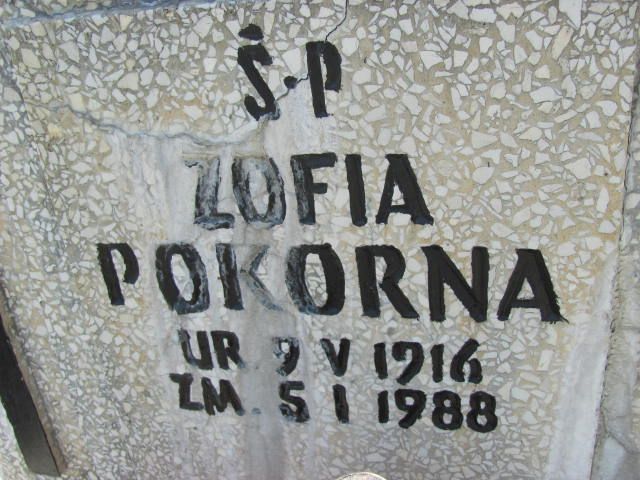 Ś.P
ZOFIA
POKORNA
UR. 9 V 1916
ZM. 5 I 1988